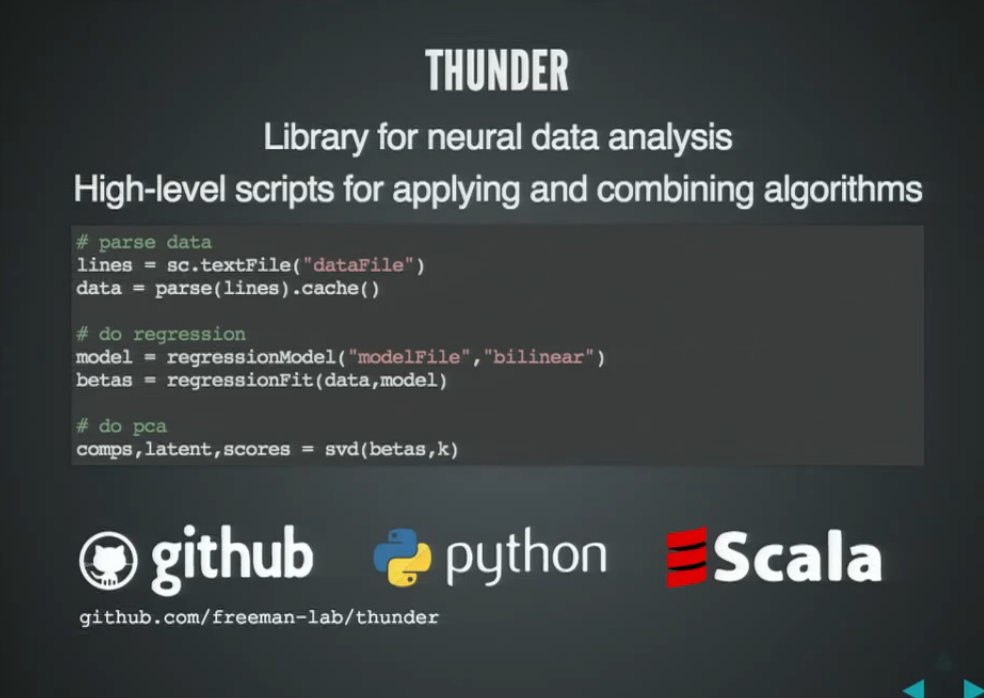 THUNDER
Library for neural data analysis
High-level scripts for applying and combining algorithms
# parse data
lines = sc.textFile("dataFile")
data = parse(lines).cache()
# do regression
model = regressionModel("modelFile","bilinear")
betas = regressionFit(data,model)
# do pca
comps,latent,scores = svd(betas,k)
github python Scala
github.com/freeman-lab/thunder